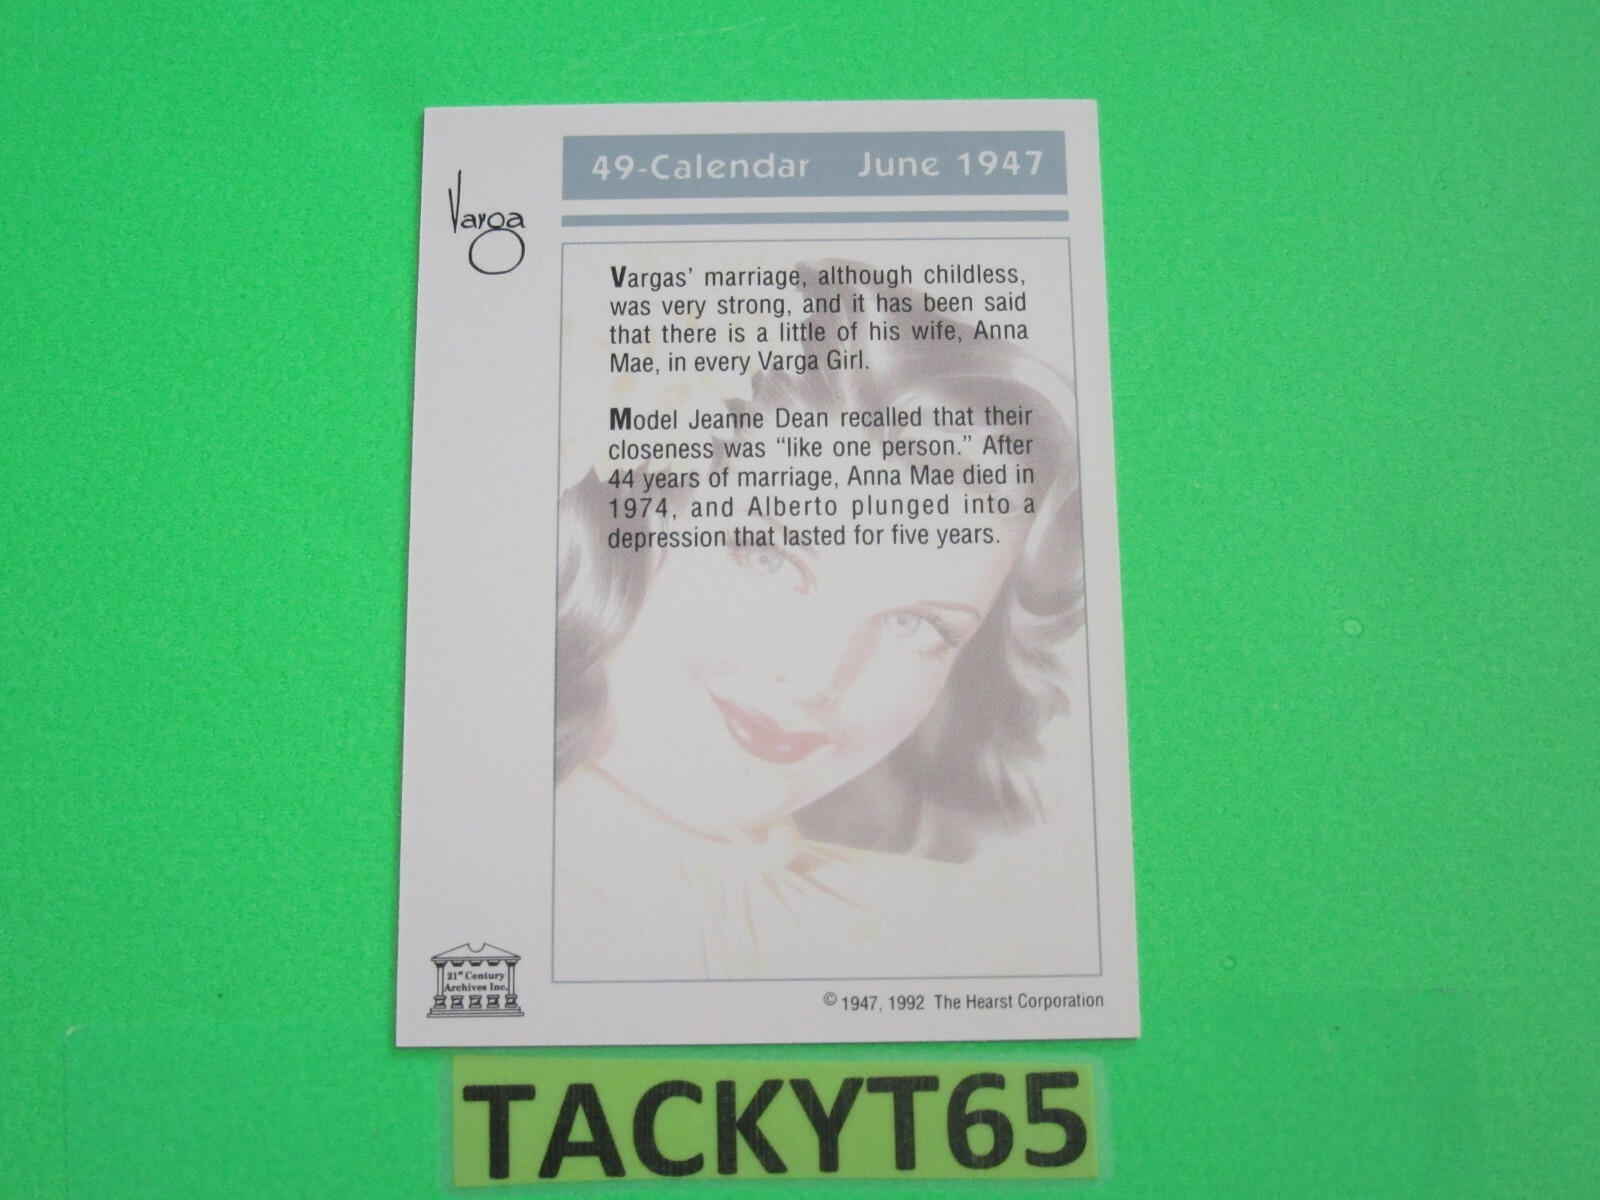 49-Calendar June 1947
Varga
Vargas' marriage, although childless,
was very strong, and it has been said
that there is a little of his wife, Anna
Mae, in every Varga Girl.
Model Jeanne Dean recalled that their
closeness was “like one person.” After
44 years of marriage, Anna Mae died in
1974, and Alberto plunged into a
depression that lasted for five years.
21st Century
Archives Inc.
© 1947, 1992 The Hearst Corporation
TACKYT65